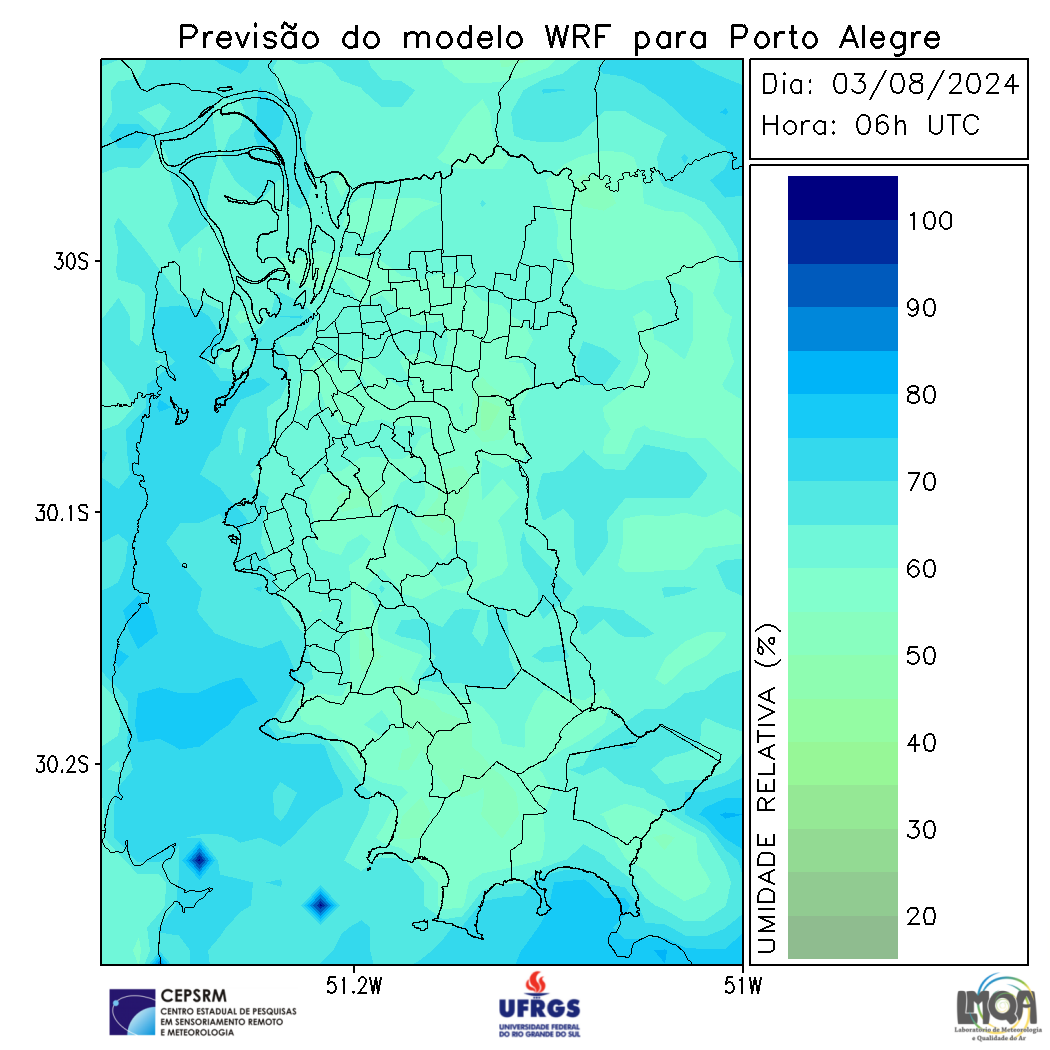 Previsão do modelo WRF para Porto Alegre
Dia: 03/08/2024
Hora: 06h UTC
100
90
80
70
60
50
40
30
20
UMIDADE RELATIVA (%)
30S
30.1S
30.2S
51.2W
51W
CEPSRM
CENTRO ESTADUAL DE PESQUISAS
EM SENSORIAMENTO REMOTO
E METEOROLOGIA
UFRGS
UNIVERSIDADE FEDERAL
DO RIO GRANDE DO SUL
LMQA
Laboratório de Meteorologia
e Qualidade do Ar